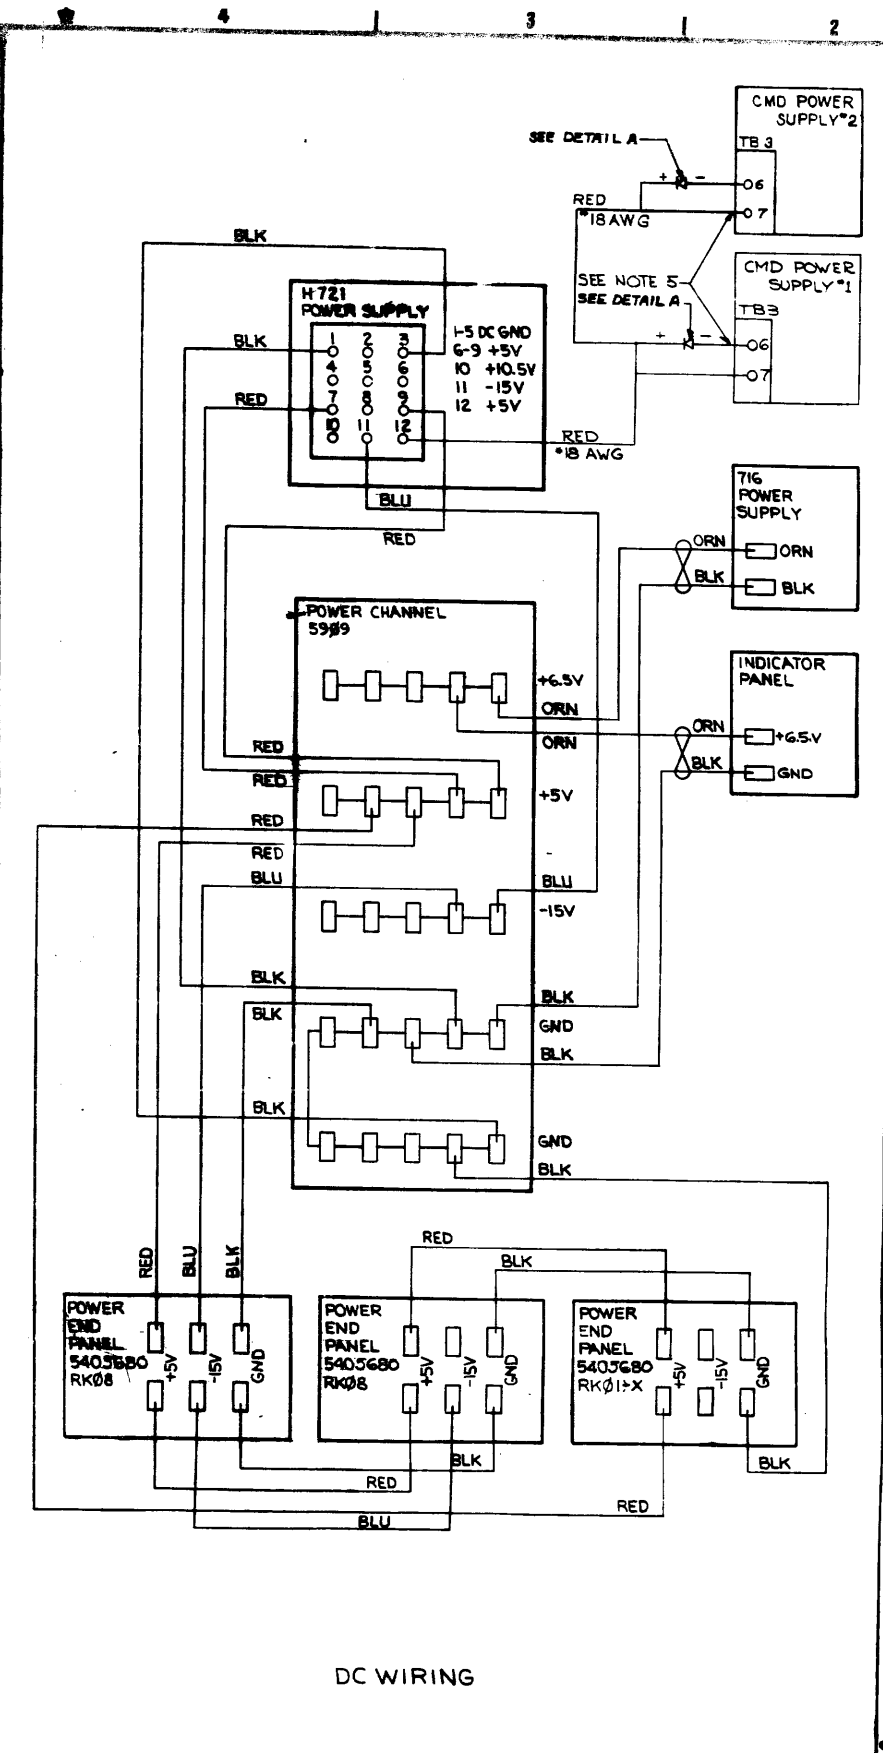 4 3 2
CMD POWER
SUPPLY #2
TB 3
SEE DETAIL A
+ -
6
7
RED
#18 AWG
BLK
CMD POWER
SUPPLY #1
TB3
SEE NOTE 5
SEE DETAIL A
+ -
6
7
H721
POWER SUPPLY
1 2 3
4 5 6
7 8 9
10 11 12
1-5 DC GND
6-9 +5V
10 +10.5V
11 -15V
12 +5V
BLK
RED
RED
#18 AWG
BLU
RED
716
POWER
SUPPLY
ORN
ORN
BLK
BLK
POWER CHANNEL
59Ø9
+6.5V
ORN
ORN
INDICATOR
PANEL
ORN
+6.5.V
BLK
GND
RED
RED
+5V
RED
RED
BLU
BLU
-15V
BLK
BLK
BLK
GND
BLK
BLK
GND
BLK
RED
BLU
BLK
RED
BLK
POWER
END
PANEL
5405680
RKØ8
+5V
-15V
GND
POWER
END
PANEL
5405680
RKØ8
+5V
-15V
GND
POWER
END
PANEL
5405680
RKØ1-X
+5V
-15V
GND
BLK
BLK
RED
RED
BLU
DC WIRING